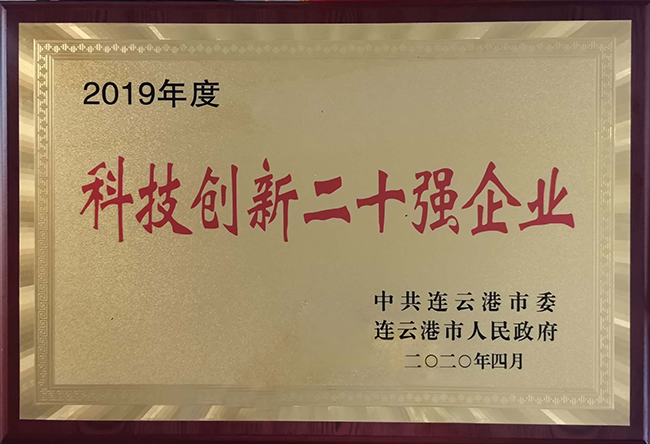 2019年度
科技创新二十强企业
中共连云港市委
连云港市人民政府
二〇二〇年四月